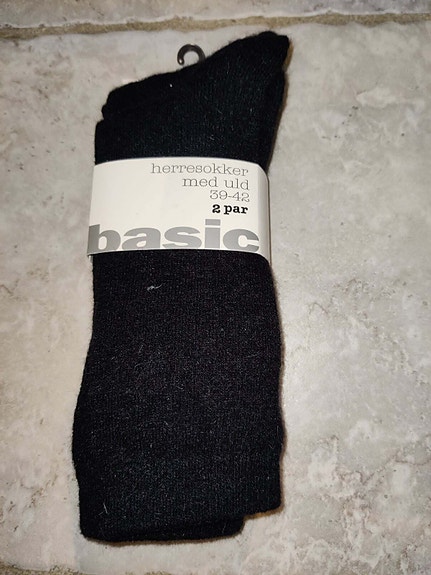 herresokker
med uld
39-42
2 par
basic